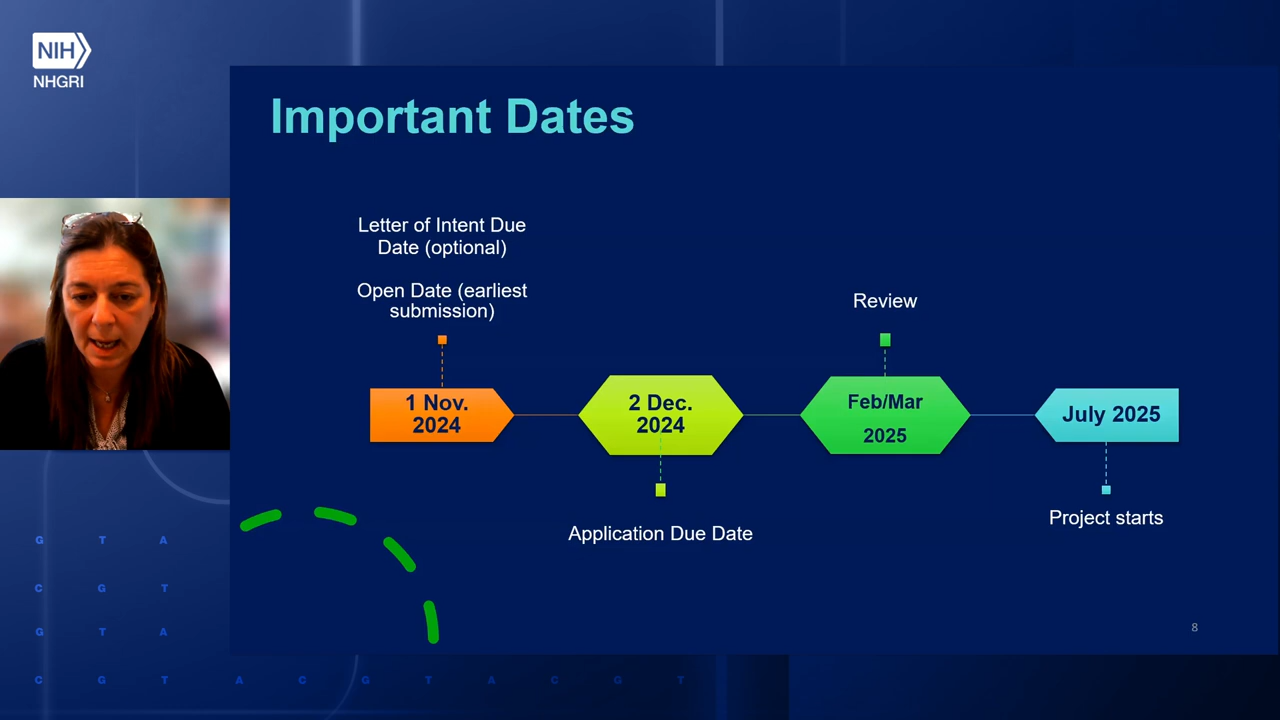 NIH
NHGRI
Important Dates
Letter of Intent Due
Date (optional)
Open Date (earliest
submission)
Review
1 Nov.
2024
2 Dec.
2024
Feb/Mar
2025
July 2025
Application Due Date
Project starts
8
G T A
C G T
G T A
C G T A C G T A C G T